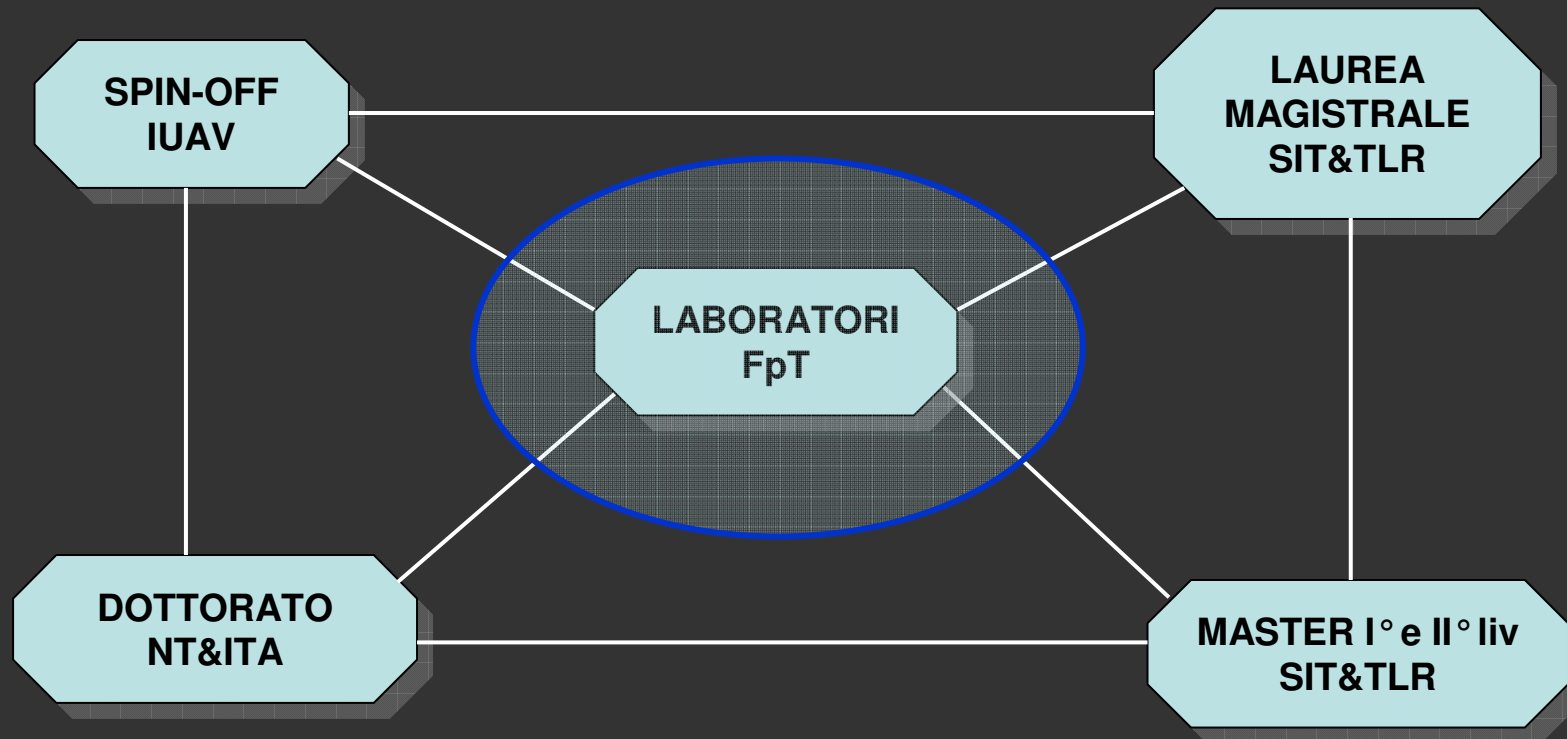 SPIN-OFF
IUAV
LAUREA
MAGISTRALE
SIT&TLR
LABORATORI
FpT
DOTTORATO
NT&ITA
MASTER I° e II° liv
SIT&TLR